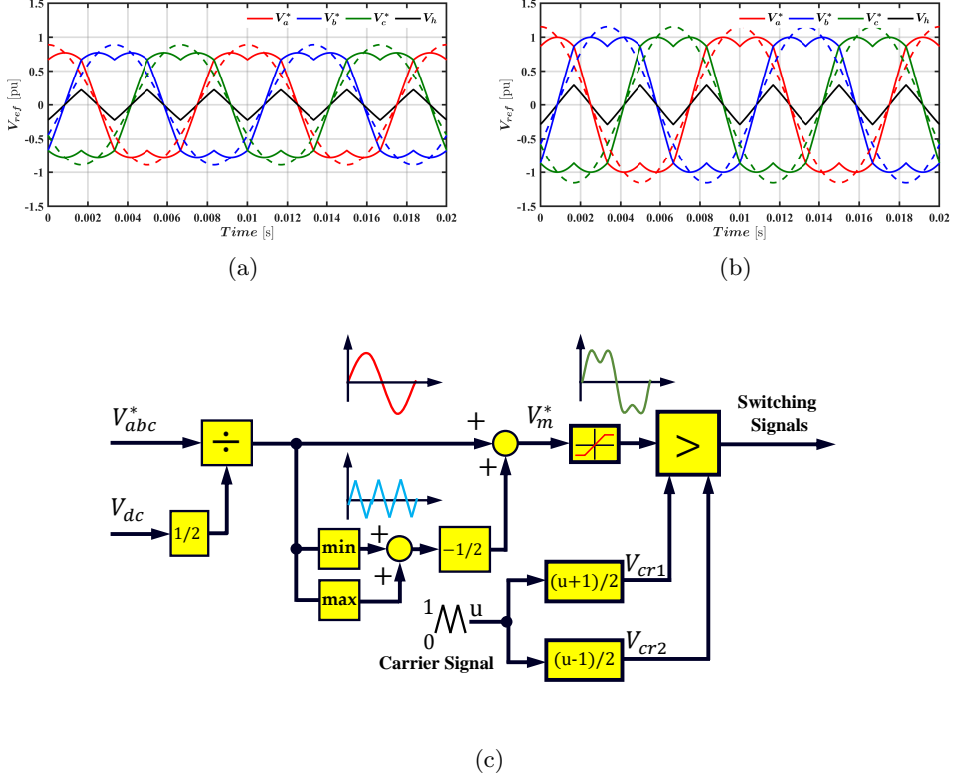 V*a V*b V*c Vh
1.5
1
0.5
0
-0.5
-1
-1.5
Vref [pu]
0 0.002 0.004 0.006 0.008 0.01 0.012 0.014 0.016 0.018 0.02
Time [s]
(a)
V*a V*b V*c Vh
1.5
1
0.5
0
-0.5
-1
-1.5
Vref [pu]
0 0.002 0.004 0.006 0.008 0.01 0.012 0.014 0.016 0.018 0.02
Time [s]
(b)
V*abc
÷
Vdc
1/2
min
max
+
+
−1/2
+
+
V*m
>
Switching
Signals
1
0
u
Carrier Signal
(u+1)/2
Vcr1
(u-1)/2
Vcr2
(c)